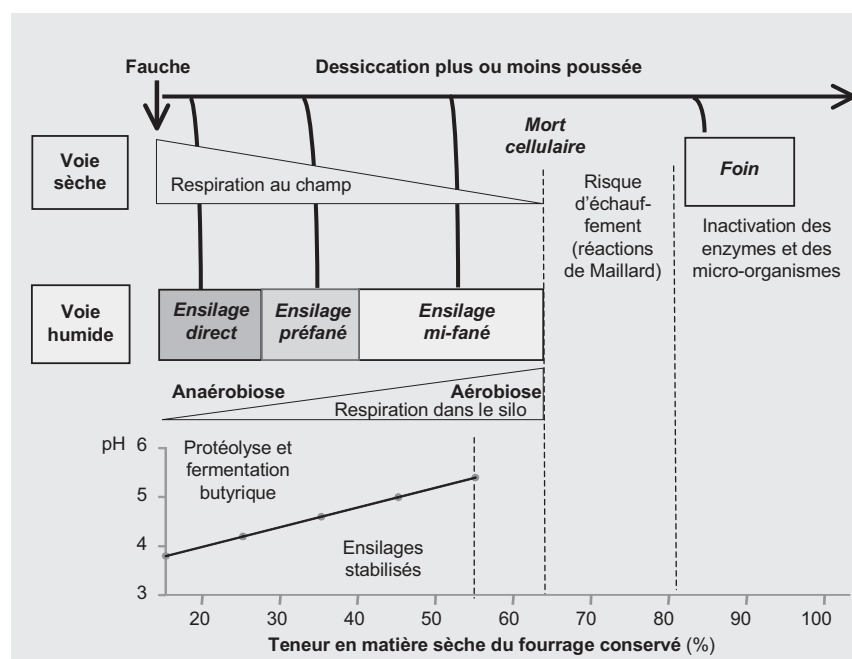 Fauche
Dessiccation plus ou moins poussée
Voie
sèche
Respiration au champ
Mort
cellulaire
Risque
d'échauf-
fement
(réactions
de Maillard)
Foin
Inactivation des
enzymes et des
micro-organismes
Voie
humide
Ensilage
direct
Ensilage
préfané
Ensilage
mi-fané
Anaérobiose
Aérobiose
Respiration dans le silo
pH
6
5
4
3
Protéolyse et
fermentation
butyrique
Ensilages
stabilisés
20 30 40 50 60 70 80 90 100
Teneur en matière sèche du fourrage conservé (%)